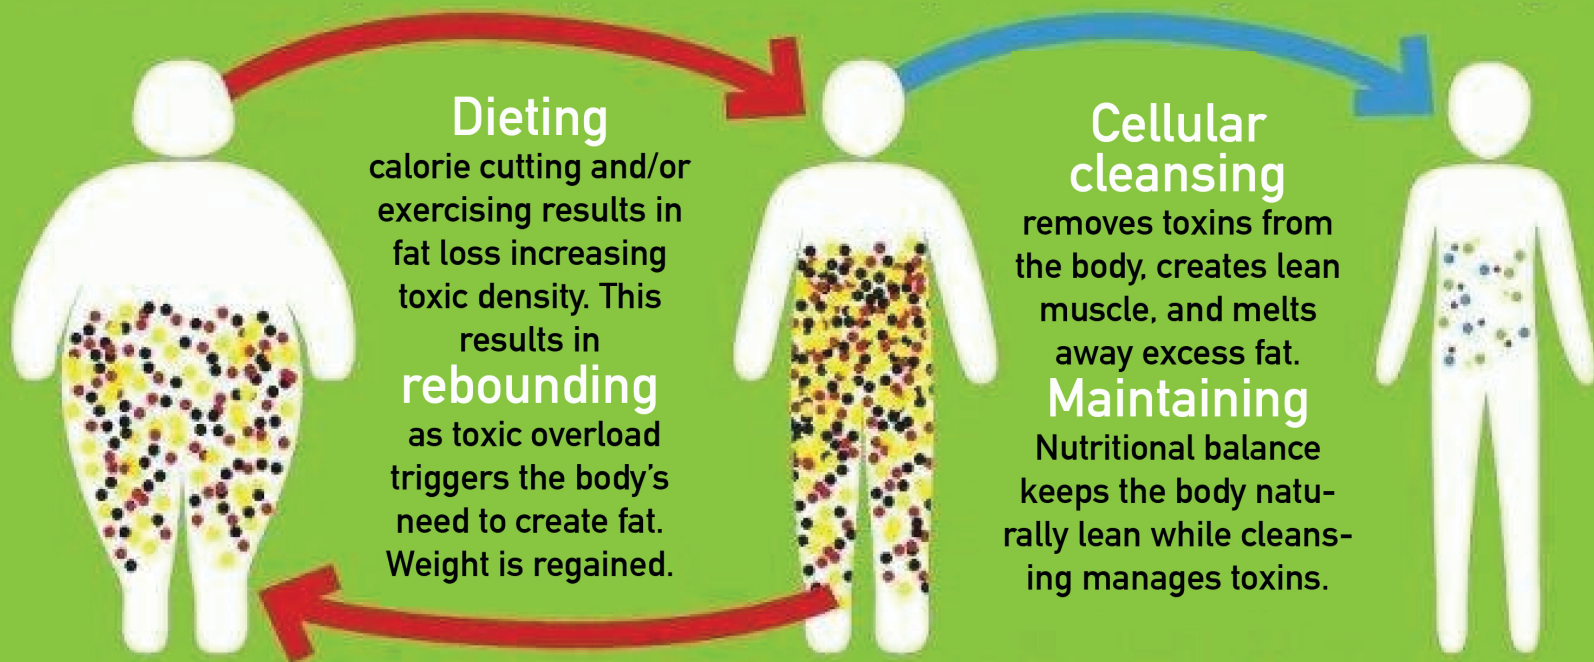 Dieting
calorie cutting and/or
exercising results in
fat loss increasing
toxic density. This
results in
rebounding
as toxic overload
triggers the body's
need to create fat.
Weight is regained.
Cellular
cleansing
removes toxins from
the body, creates lean
muscle, and melts
away excess fat.
Maintaining
Nutritional balance
keeps the body natu-
rally lean while cleans-
ing manages toxins.